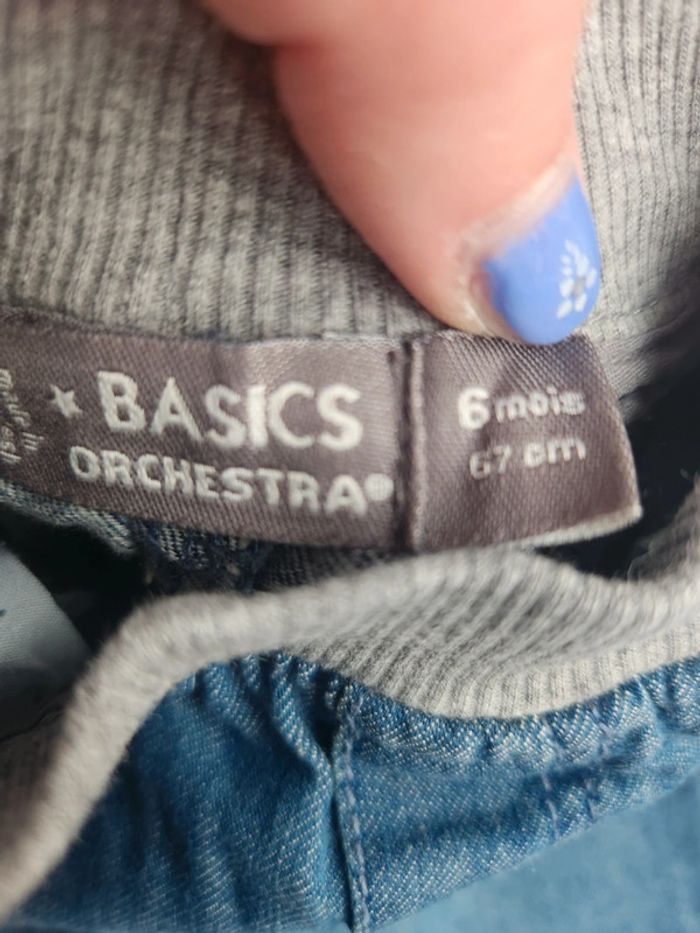 BASICS
ORCHESTRA®
6 mois
67 cm